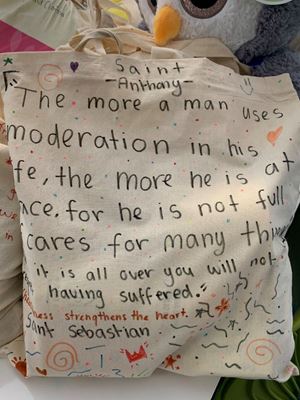 Saint
-Anthony-
"The more a man uses
moderation in his
fe, the more he is at
ce, for he is not full
cares for many thin
it is all over you will not
having suffered."
ness strengthens the heart.
int Sebastian